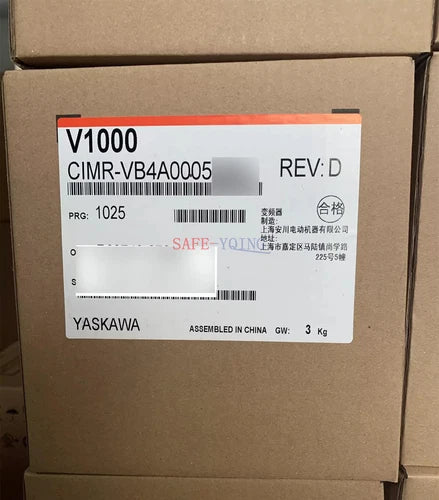 V1000
CIMR-VB4A0005
REV: D
PRG: 1025
变频器
制造:
上海安川电动机器有限公司
地址:
上海市嘉定区马陆镇尚学路
225号5幢
合格
SAFE-YQING
YASKAWA
ASSEMBLED IN CHINA GW: 3 Kg